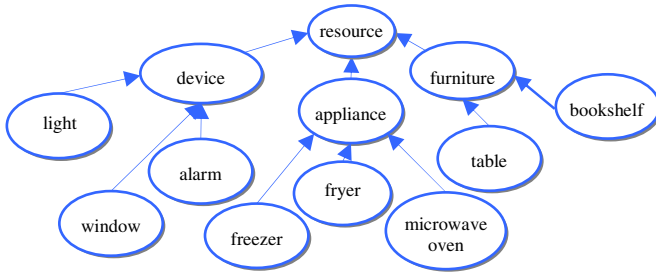 resource
device
furniture
appliance
bookshelf
light
alarm
table
fryer
window
freezer
microwave
oven